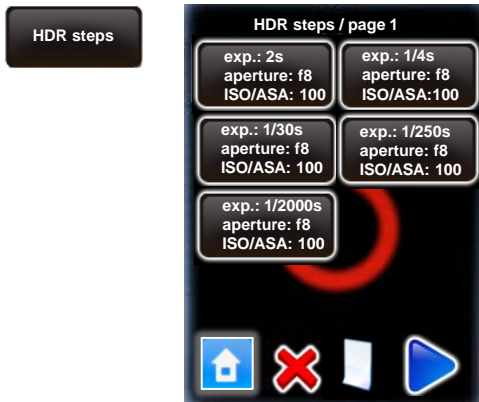 HDR steps
HDR steps / page 1
exp.: 2s
aperture: f8
ISO/ASA: 100
exp.: 1/4s
aperture: f8
ISO/ASA:100
exp.: 1/30s
aperture: f8
ISO/ASA: 100
exp.: 1/250s
aperture: f8
ISO/ASA: 100
exp.: 1/2000s
aperture: f8
ISO/ASA: 100